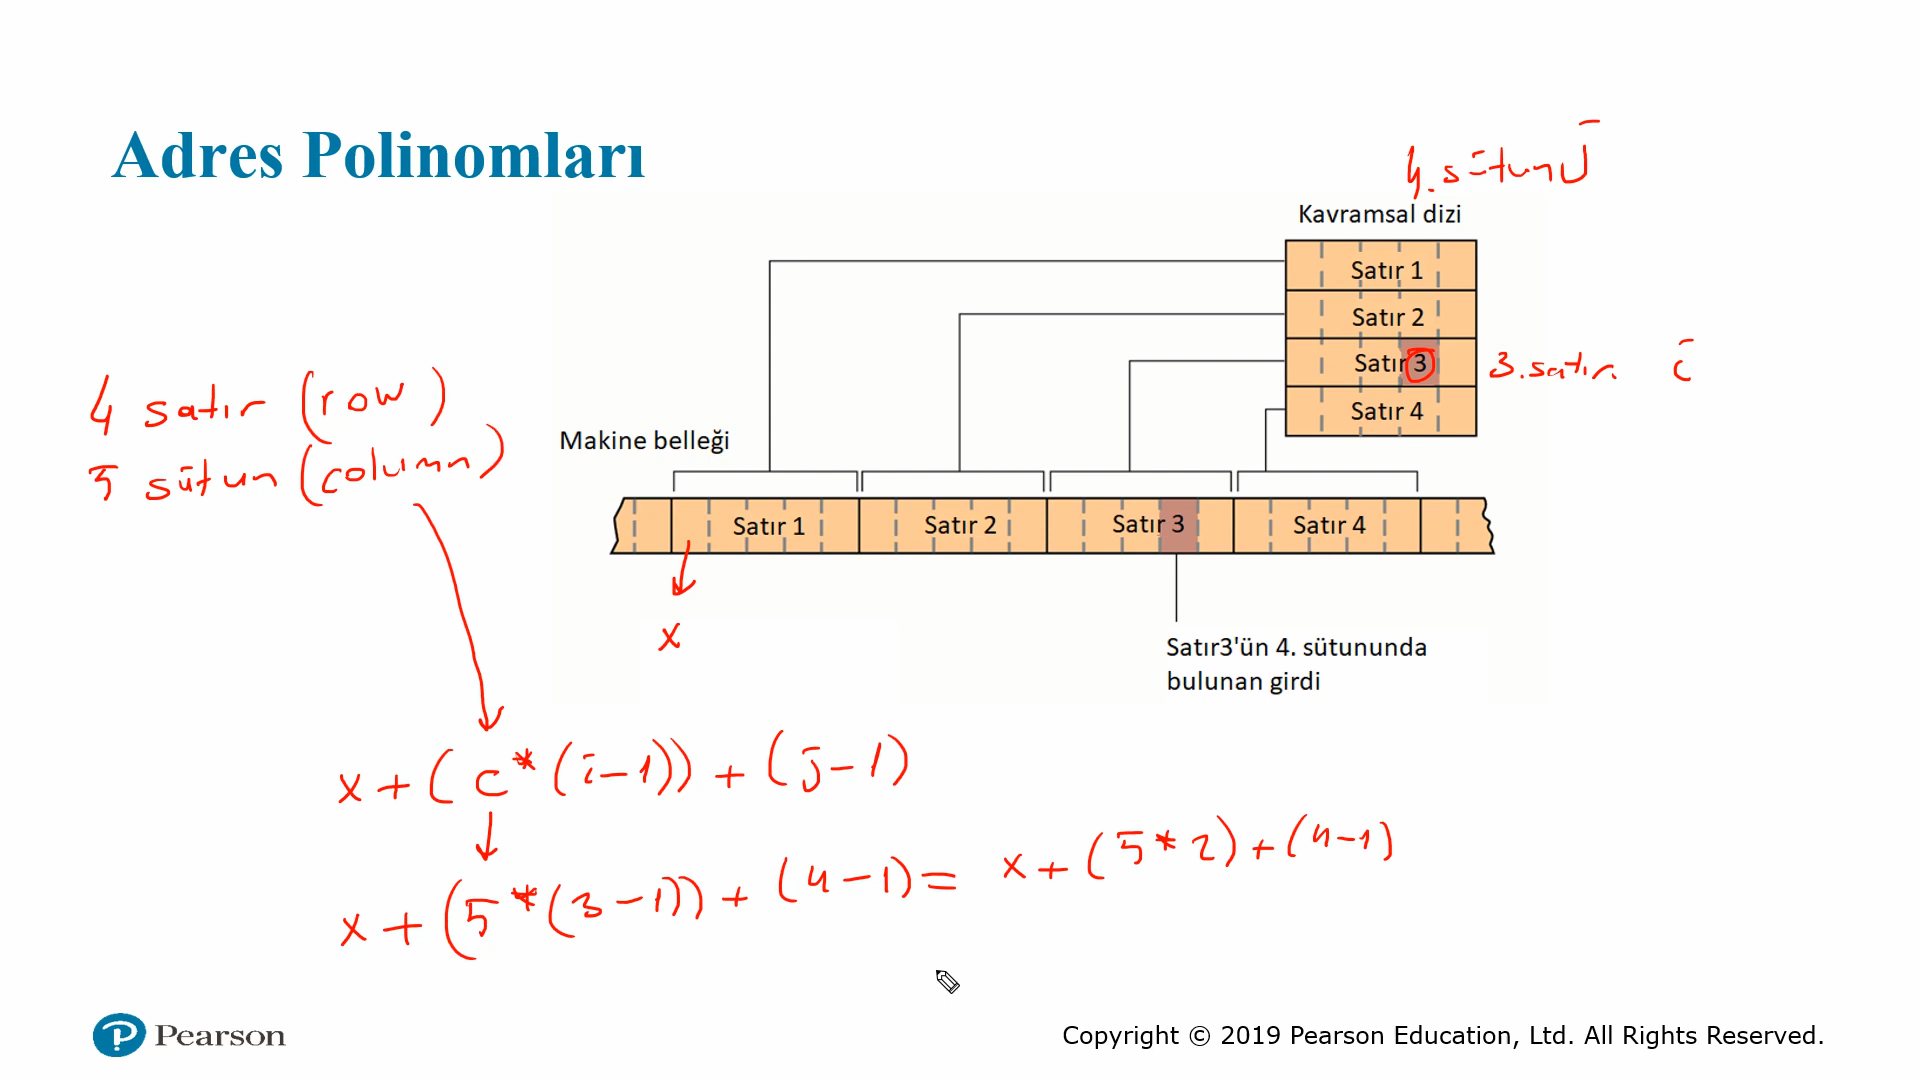 Adres Polinomları
4. sütunu j
Kavramsal dizi
Satır 1
Satır 2
Satır 3
3. satır i
Satır 4
4 satır (row)
5 sütun (column)
Makine belleği
Satır 1 Satır 2 Satır 3 Satır 4
x
Satır3'ün 4. sütununda
bulunan girdi
x + (c * (i-1)) + (j-1)
x + (5 * (3-1)) + (4-1) = x + (5 * 2) + (4-1)
Pearson
Copyright © 2019 Pearson Education, Ltd. All Rights Reserved.